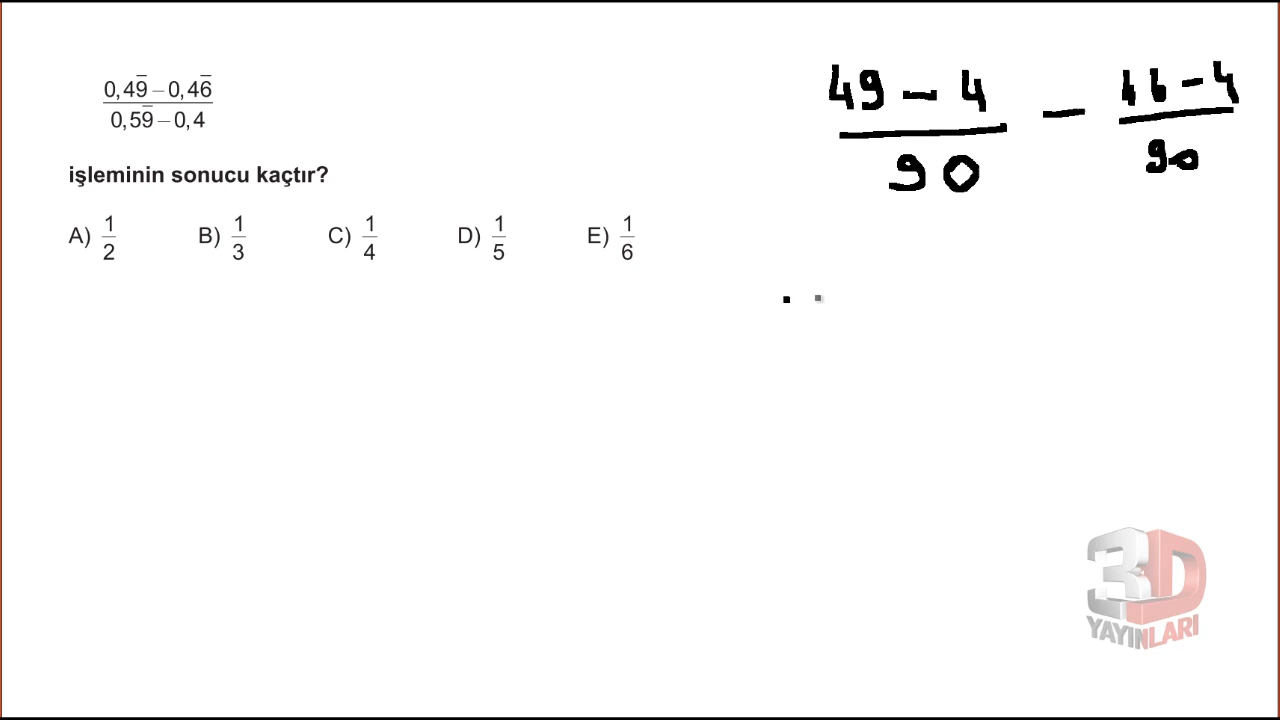 0,49̅ – 0,46̅
0,59̅ – 0,4
işleminin sonucu kaçtır?
A) 1/2 B) 1/3 C) 1/4 D) 1/5 E) 1/6
49 – 4 – 46 – 4
90 90
3D
YAYINLARI